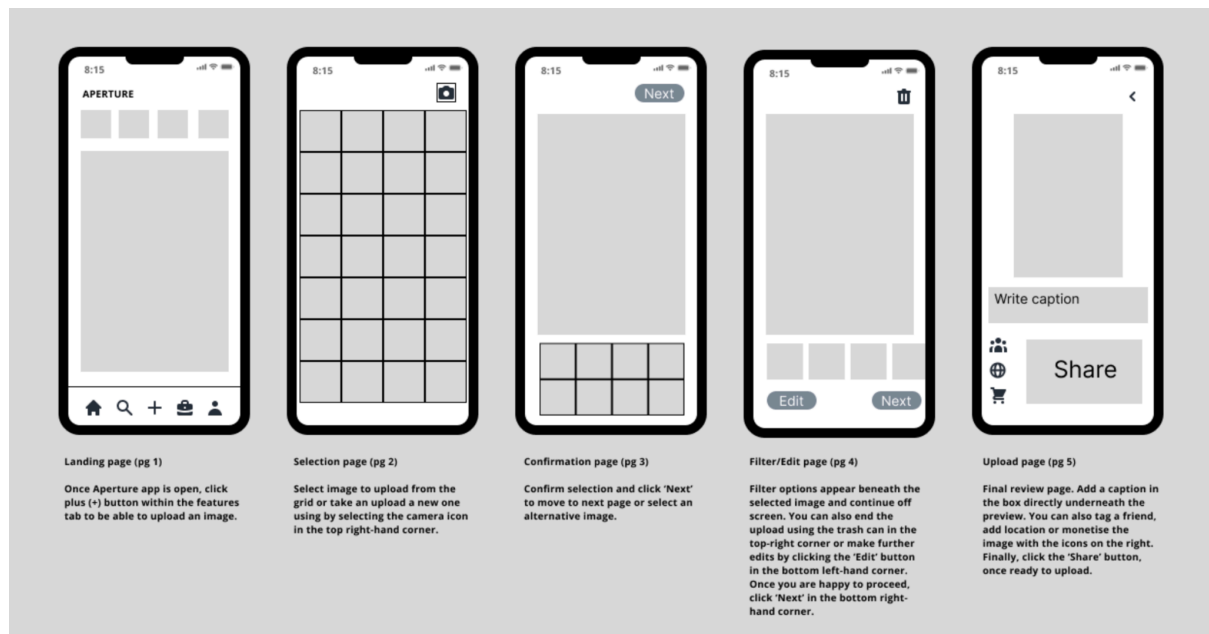 8:15
APERTURE
Landing page (pg 1)
Once Aperture app is open, click
plus (+) button within the features
tab to be able to upload an image.
8:15
Selection page (pg 2)
Select image to upload from the
grid or take an upload a new one
using by selecting the camera icon
in the top right-hand corner.
8:15
Next
Confirmation page (pg 3)
Confirm selection and click ‘Next’
to move to next page or select an
alternative image.
8:15
Edit
Next
Filter/Edit page (pg 4)
Filter options appear beneath the
selected image and continue off
screen. You can also end the
upload using the trash can in the
top-right corner or make further
edits by clicking the ‘Edit’ button
in the bottom left-hand corner.
Once you are happy to proceed,
click ‘Next’ in the bottom right-
hand corner.
8:15
Write caption
Share
Upload page (pg 5)
Final review page. Add a caption in
the box directly underneath the
preview. You can also tag a friend,
add location or monetise the
image with the icons on the right.
Finally, click the ‘Share’ button,
once ready to upload.